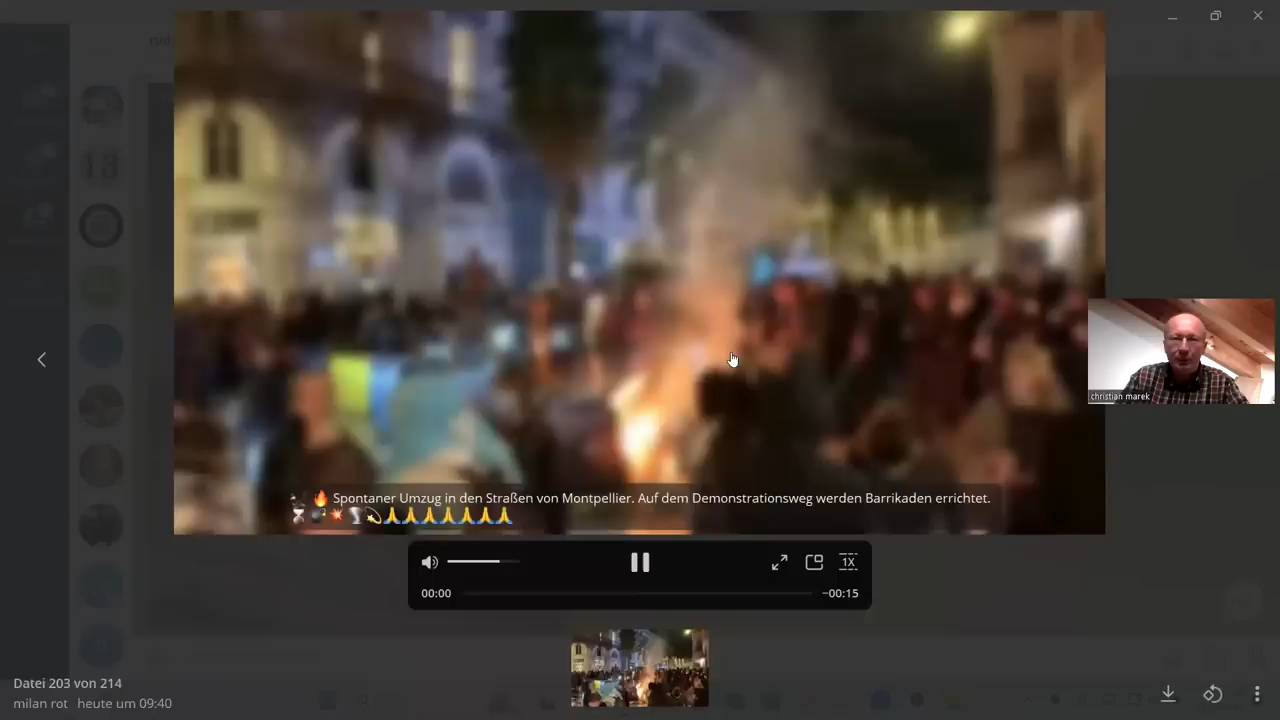 Spontaner Umzug in den Straßen von Montpellier. Auf dem Demonstrationsweg werden Barrikaden errichtet.
christian marek
1X
00:00
−00:15
Datei 203 von 214
milan rot heute um 09:40
13